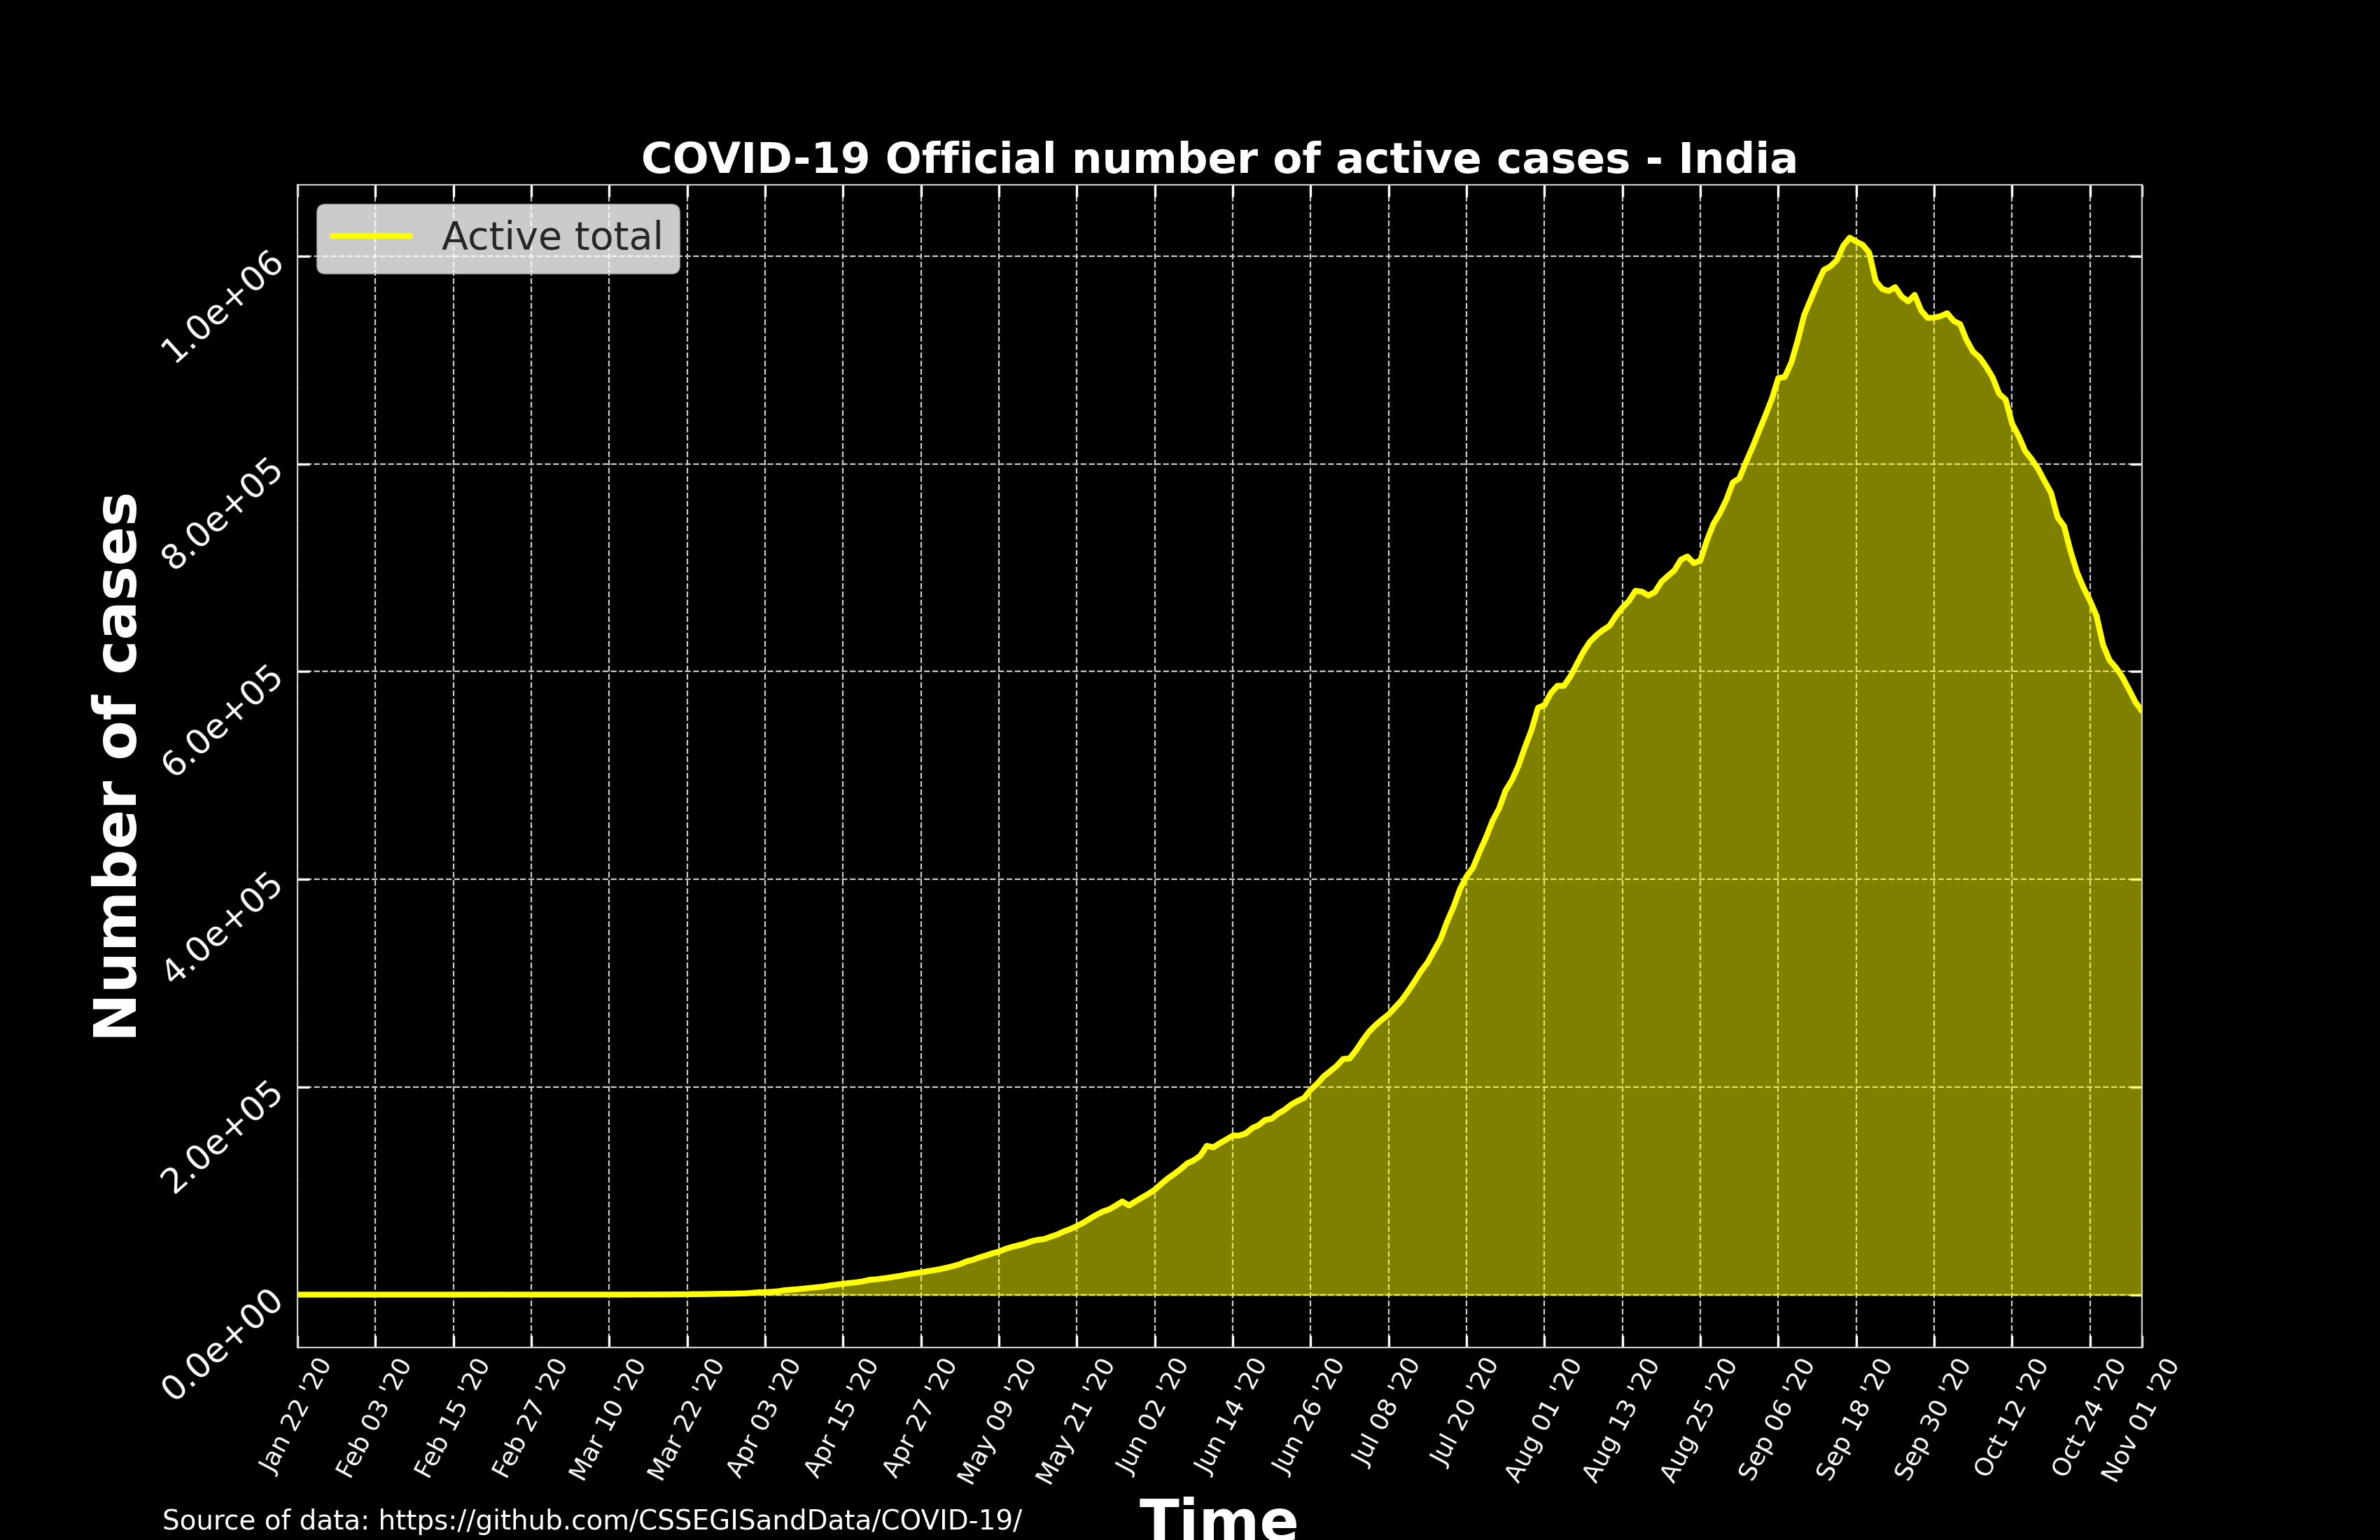 COVID-19 Official number of active cases - India
Active total
Number of cases
1.0e+06
8.0e+05
6.0e+05
4.0e+05
2.0e+05
0.0e+00
Jan 22 '20
Feb 03 '20
Feb 15 '20
Feb 27 '20
Mar 10 '20
Mar 22 '20
Apr 03 '20
Apr 15 '20
Apr 27 '20
May 09 '20
May 21 '20
Jun 02 '20
Jun 14 '20
Jun 26 '20
Jul 08 '20
Jul 20 '20
Aug 01 '20
Aug 13 '20
Aug 25 '20
Sep 06 '20
Sep 18 '20
Sep 30 '20
Oct 12 '20
Oct 24 '20
Nov 01 '20
Time
Source of data: https://github.com/CSSEGISandData/COVID-19/